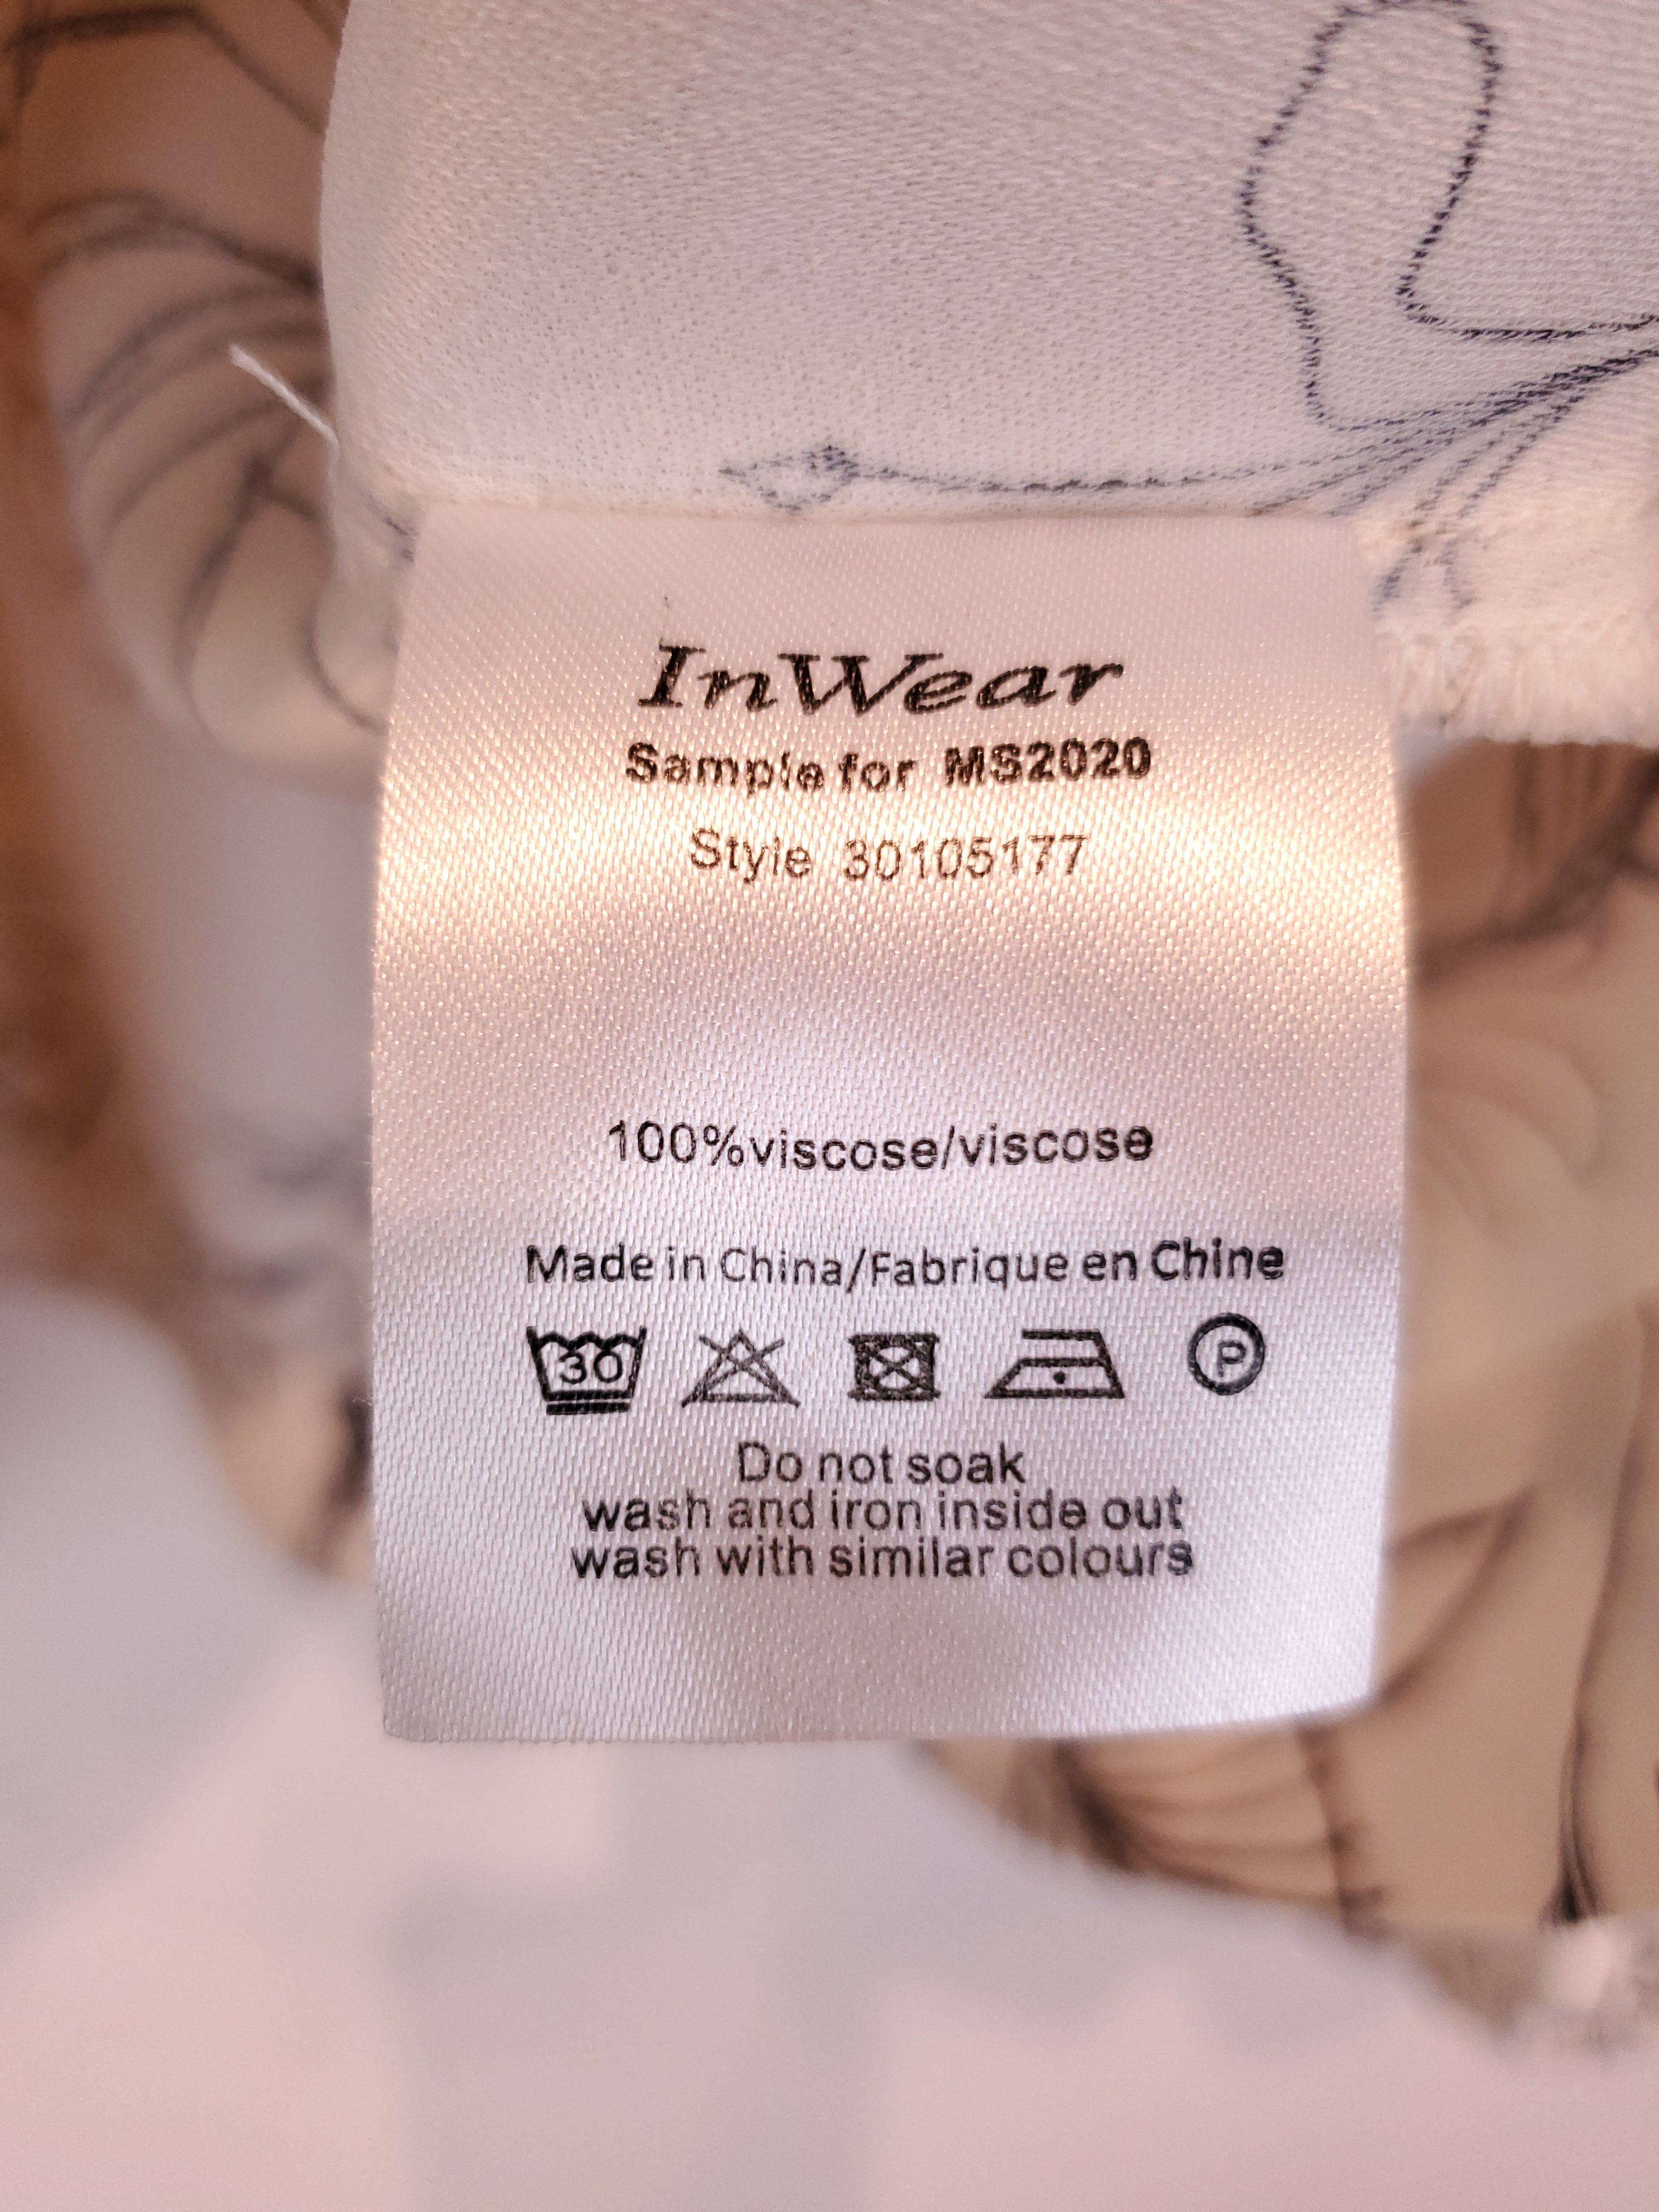 InWear
Sample for MS2020
Style 30105177
100%viscose/viscose
Made in China/Fabrique en Chine
30 P
Do not soak
wash and iron inside out
wash with similar colours